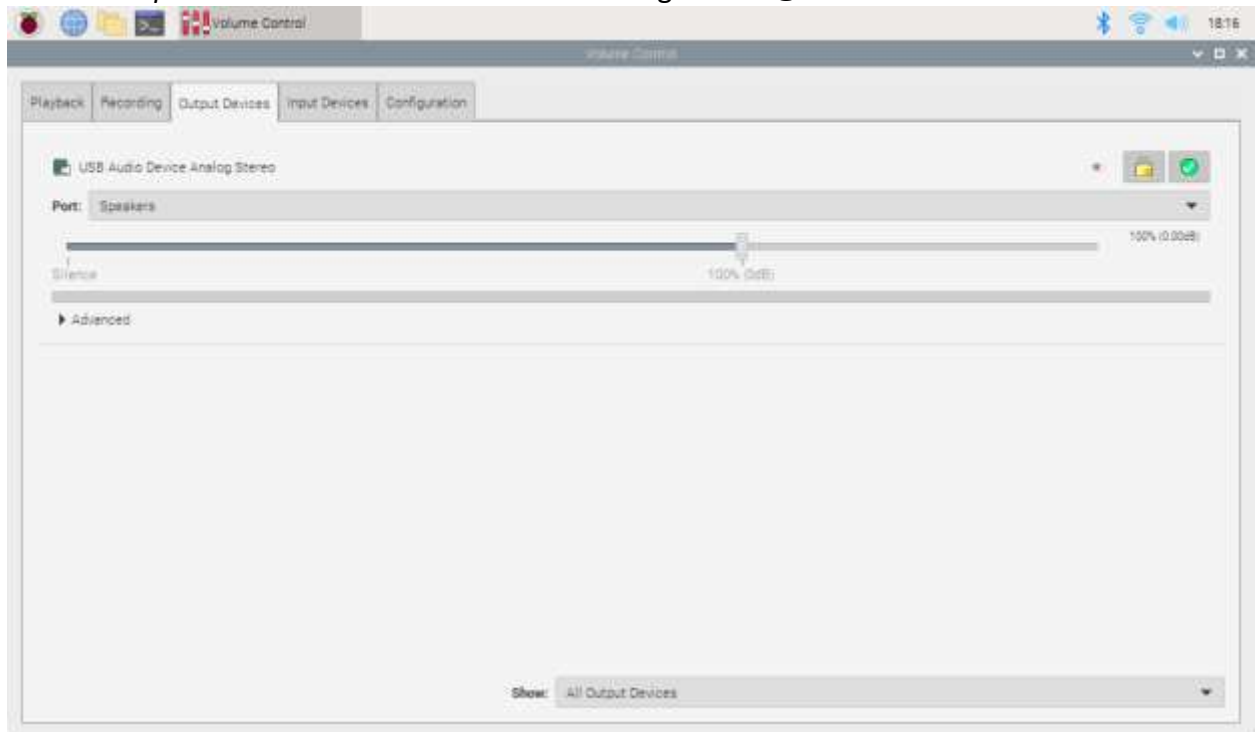 Volume Control
18:16
Volume Control
Playback Recording Output Devices Input Devices Configuration
USB Audio Device Analog Stereo
Port: Speakers
100% (0.00dB)
Silence 100% (0dB)
Advanced
Show: All Output Devices